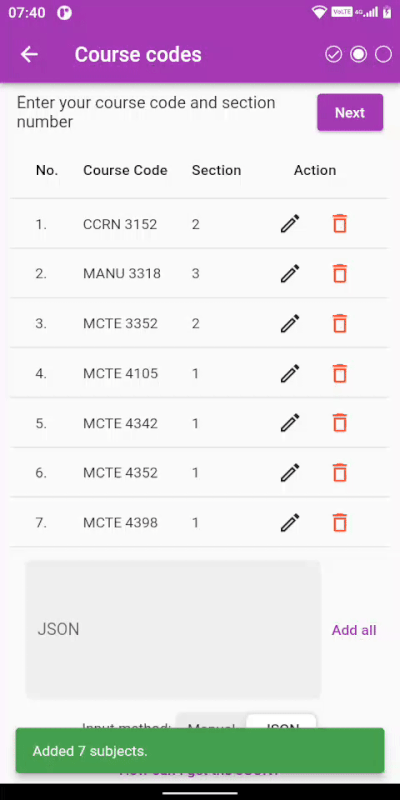 07:40 VoLTE 4G
Course codes
Enter your course code and section
number
Next
No. Course Code Section Action
1. CCRN 3152 2
2. MANU 3318 3
3. MCTE 3352 2
4. MCTE 4105 1
5. MCTE 4342 1
6. MCTE 4352 1
7. MCTE 4398 1
JSON
Add all
Input method: Manual JSON
Added 7 subjects.